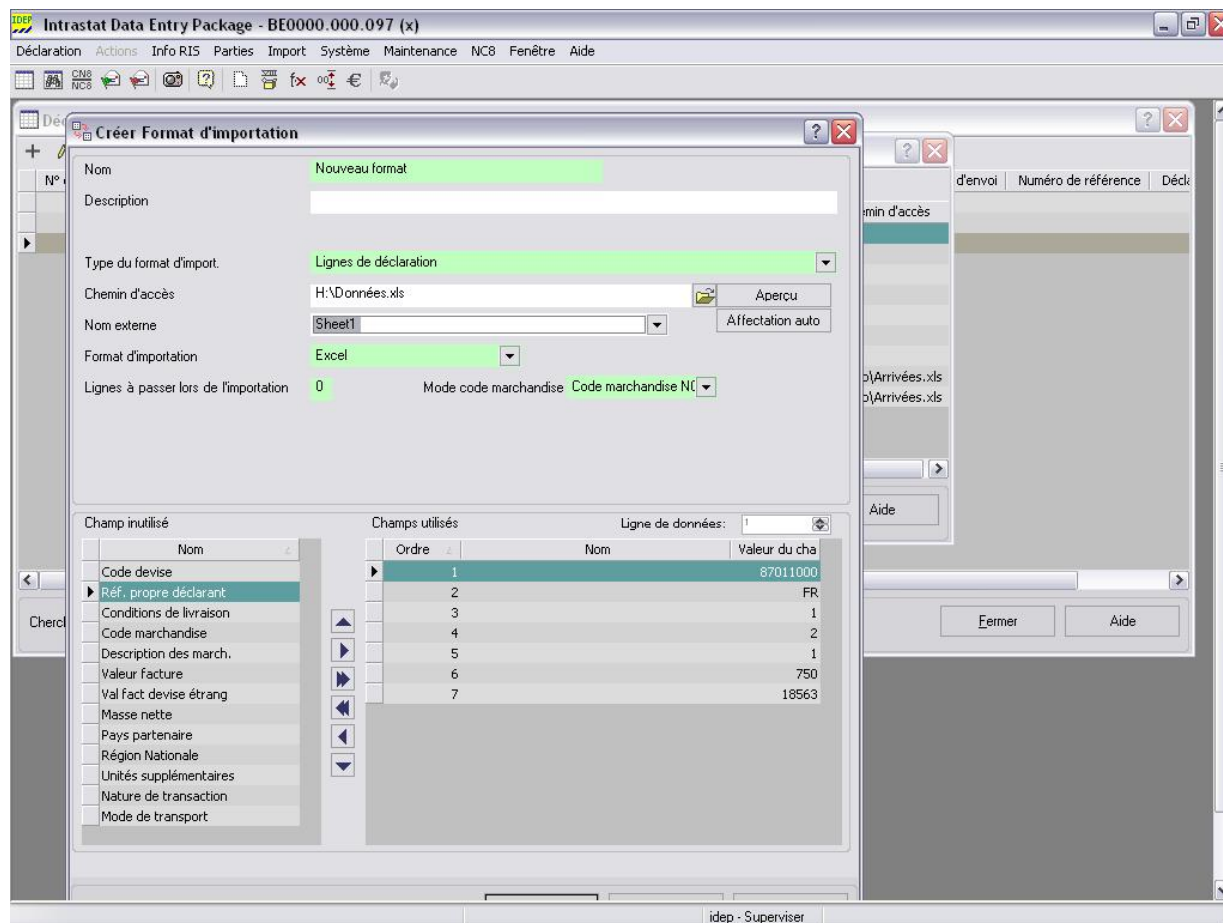 IDEP
Intrastat Data Entry Package - BE0000.000.097 (x)
Déclaration Actions Info RIS Parties Import Système Maintenance NC8 Fenêtre Aide
CN8
NC8
Créer Format d'importation
Nom Nouveau format
Description
Type du format d'import. Lignes de déclaration
Chemin d'accès H:\Données.xls Aperçu
Nom externe Sheet1 Affectation auto
Format d'importation Excel
Lignes à passer lors de l'importation 0 Mode code marchandise Code marchandise
d'envoi Numéro de référence
d'accès
\Arrivées.xls
\Arrivées.xls
Aide
Champ inutilisé
Nom
Code devise
Réf. propre déclarant
Conditions de livraison
Code marchandise
Description des march.
Valeur facture
Val fact devise étrang
Masse nette
Pays partenaire
Région Nationale
Unités supplémentaires
Nature de transaction
Mode de transport
Champs utilisés Ligne de données: 1
Ordre Nom Valeur du cha
1 87011000
2 FR
3 1
4 2
5 1
6 750
7 18563
Fermer Aide
idep - Superviser